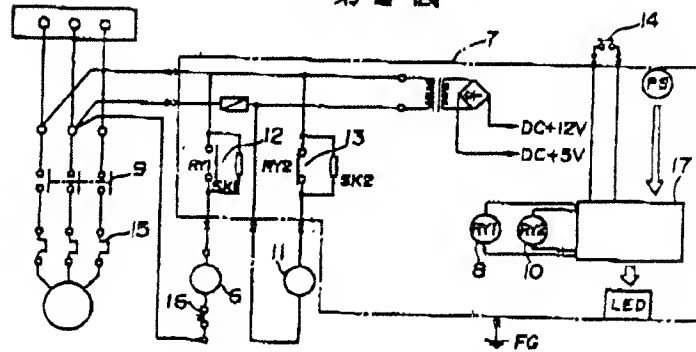 7
14
PS
9
12
13
RY1
SK1
RY2
SK2
DC+12V
DC+5V
17
15
6
11
RY1
RY2
8
10
16
LED
FG